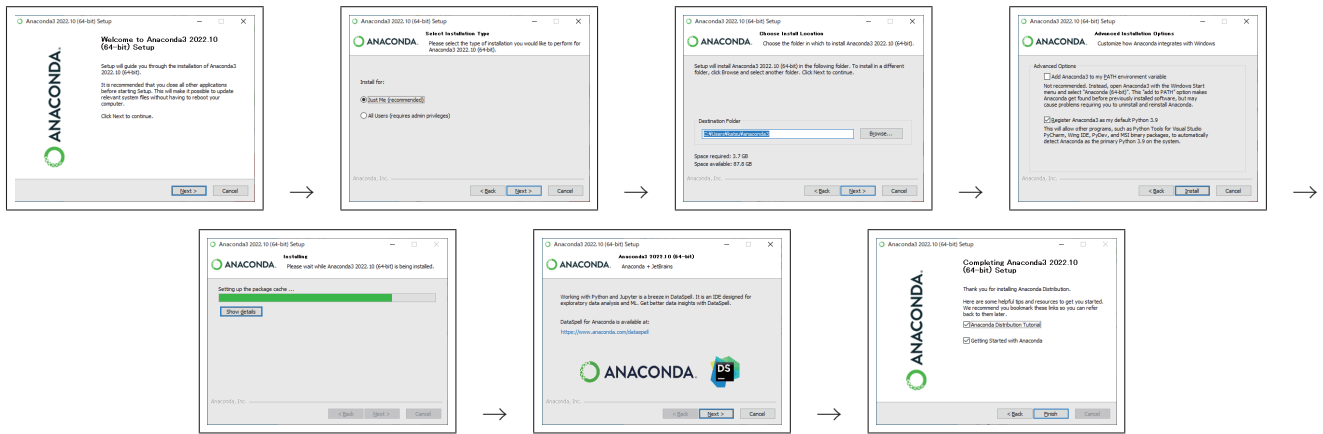 Anaconda3 2022.10 (64-bit) Setup
ANACONDA.
Welcome to Anaconda3 2022.10
(64-bit) Setup
Setup will guide you through the installation of Anaconda3
2022.10 (64-bit).
It is recommended that you close all other applications
before starting Setup. This will make it possible to update
relevant system files without having to reboot your
computer.
Click Next to continue.
Next >
Cancel
Anaconda3 2022.10 (64-bit) Setup
ANACONDA.
Select Installation Type
Please select the type of installation you would like to perform for
Anaconda3 2022.10 (64-bit).
Install for:
Just Me (recommended)
All Users (requires admin privileges)
Anaconda, Inc.
< Back
Next >
Cancel
Anaconda3 2022.10 (64-bit) Setup
ANACONDA.
Choose Install Location
Choose the folder in which to install Anaconda3 2022.10 (64-bit).
Setup will install Anaconda3 2022.10 (64-bit) in the following folder. To install in a different
folder, click Browse and select another folder. Click Next to continue.
Destination Folder
C:¥Users¥katsu¥anaconda3
Browse...
Space required: 3.7 GB
Space available: 87.8 GB
Anaconda, Inc.
< Back
Next >
Cancel
Anaconda3 2022.10 (64-bit) Setup
ANACONDA.
Advanced Installation Options
Customize how Anaconda integrates with Windows
Advanced Options
Add Anaconda3 to my PATH environment variable
Not recommended. Instead, open Anaconda3 with the Windows Start
menu and select "Anaconda (64-bit)". This "add to PATH" option makes
Anaconda get found before previously installed software, but may
cause problems requiring you to uninstall and reinstall Anaconda.
Register Anaconda3 as my default Python 3.9
This will allow other programs, such as Python Tools for Visual Studio
PyCharm, Wing IDE, PyDev, and MSI binary packages, to automatically
detect Anaconda as the primary Python 3.9 on the system.
Anaconda, Inc.
< Back
Install
Cancel
Anaconda3 2022.10 (64-bit) Setup
ANACONDA.
Installing
Please wait while Anaconda3 2022.10 (64-bit) is being installed.
Setting up the package cache ...
Show details
Anaconda, Inc.
< Back
Next >
Cancel
Anaconda3 2022.10 (64-bit) Setup
ANACONDA.
Anaconda3 2022.10 (64-bit)
Anaconda + JetBrains
Working with Python and Jupyter is a breeze in DataSpell. It is an IDE designed for
exploratory data analysis and ML. Get better data insights with DataSpell.
DataSpell for Anaconda is available at:
https://www.anaconda.com/dataspell
ANACONDA.
DS
Anaconda, Inc.
< Back
Next >
Cancel
Anaconda3 2022.10 (64-bit) Setup
ANACONDA.
Completing Anaconda3 2022.10
(64-bit) Setup
Thank you for installing Anaconda Distribution.
Here are some helpful tips and resources to get you started.
We recommend you bookmark these links so you can refer
back to them later.
Anaconda Distribution Tutorial
Getting Started with Anaconda
< Back
Finish
Cancel